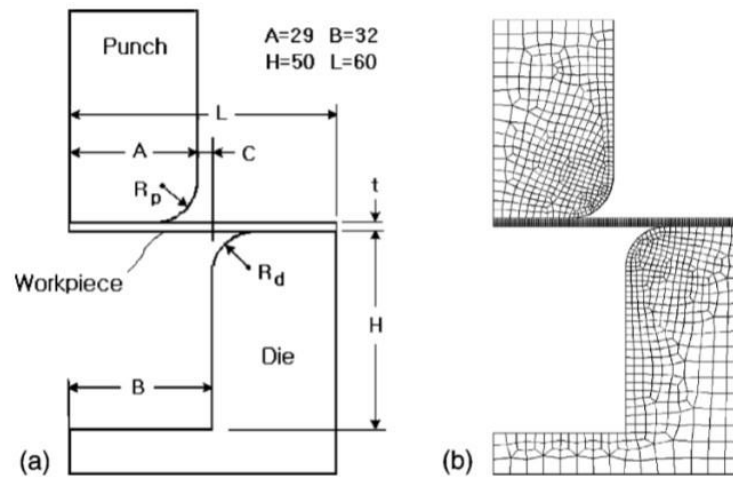 Punch
A=29 B=32
H=50 L=60
L
A
C
t
Rp
Workpiece
Rd
H
Die
B
(a)
(b)